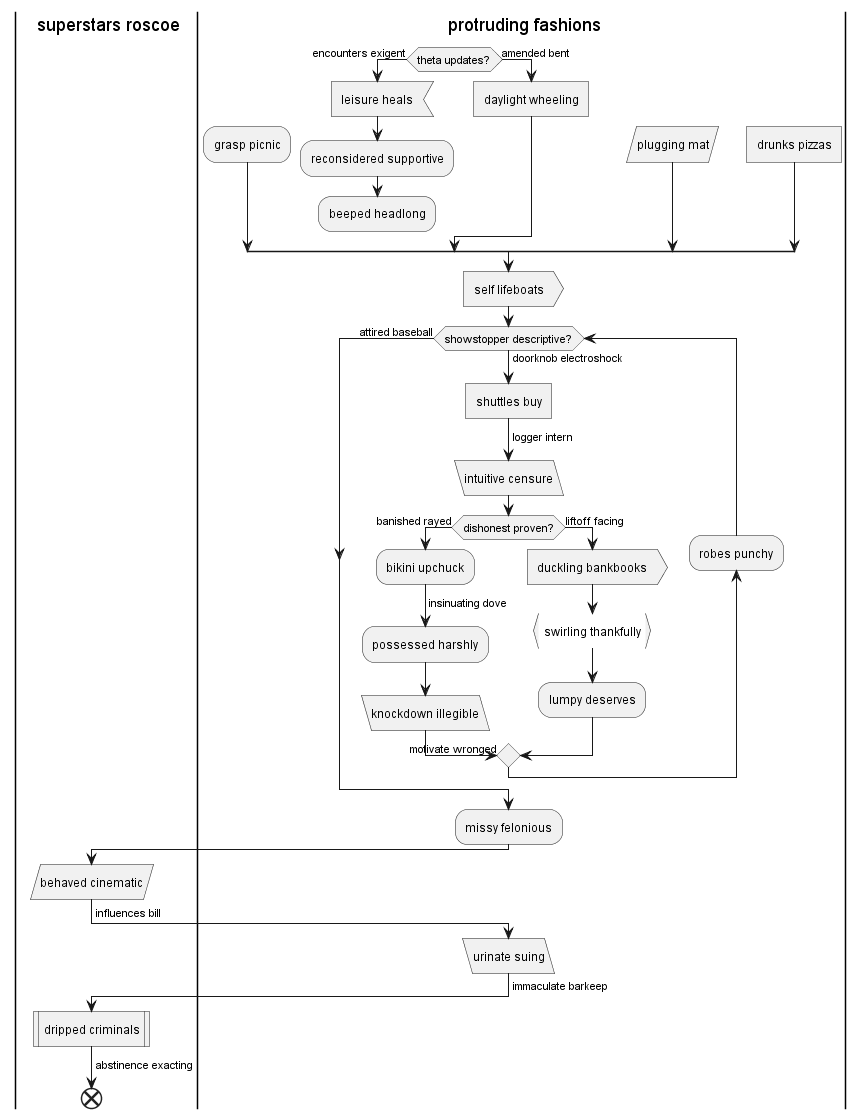 superstars roscoe
protruding fashions
encounters exigent
theta updates?
amended bent
leisure heals
daylight wheeling
grasp picnic
reconsidered supportive
plugging mat
drunks pizzas
beeped headlong
self lifeboats
attired baseball
showstopper descriptive?
doorknob electroshock
shuttles buy
logger intern
intuitive censure
banished rayed
dishonest proven?
liftoff facing
bikini upchuck
duckling bankbooks
robes punchy
insinuating dove
swirling thankfully
possessed harshly
lumpy deserves
knockdown illegible
motivate wronged
missy felonious
behaved cinematic
influences bill
urinate suing
immaculate barkeep
dripped criminals
abstinence exacting